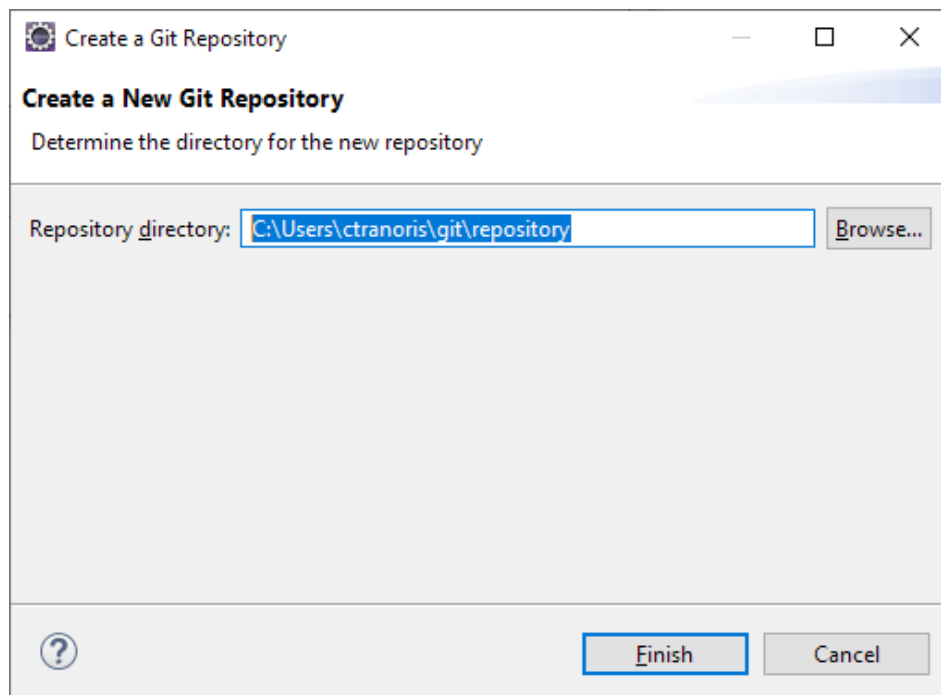 Create a Git Repository
Create a New Git Repository
Determine the directory for the new repository
Repository directory: C:\Users\ctranoris\git\repository Browse...
? Finish Cancel